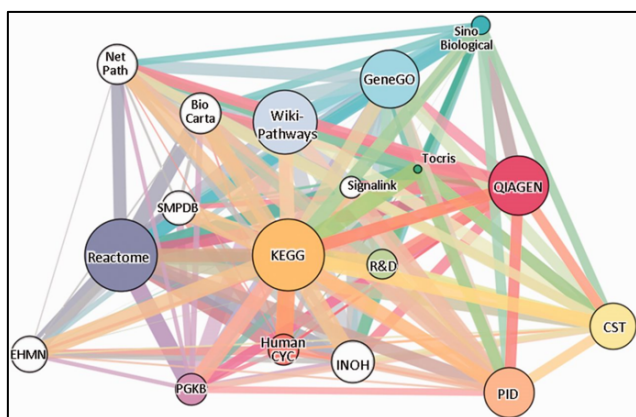 Sino
Biological
Net
Path
GeneGO
Bio
Carta
Wiki-
Pathways
Tocris
Signalink
QIAGEN
SMPDB
Reactome
KEGG
R&D
CST
EHMN
Human
CYC
INOH
PGKB
PID